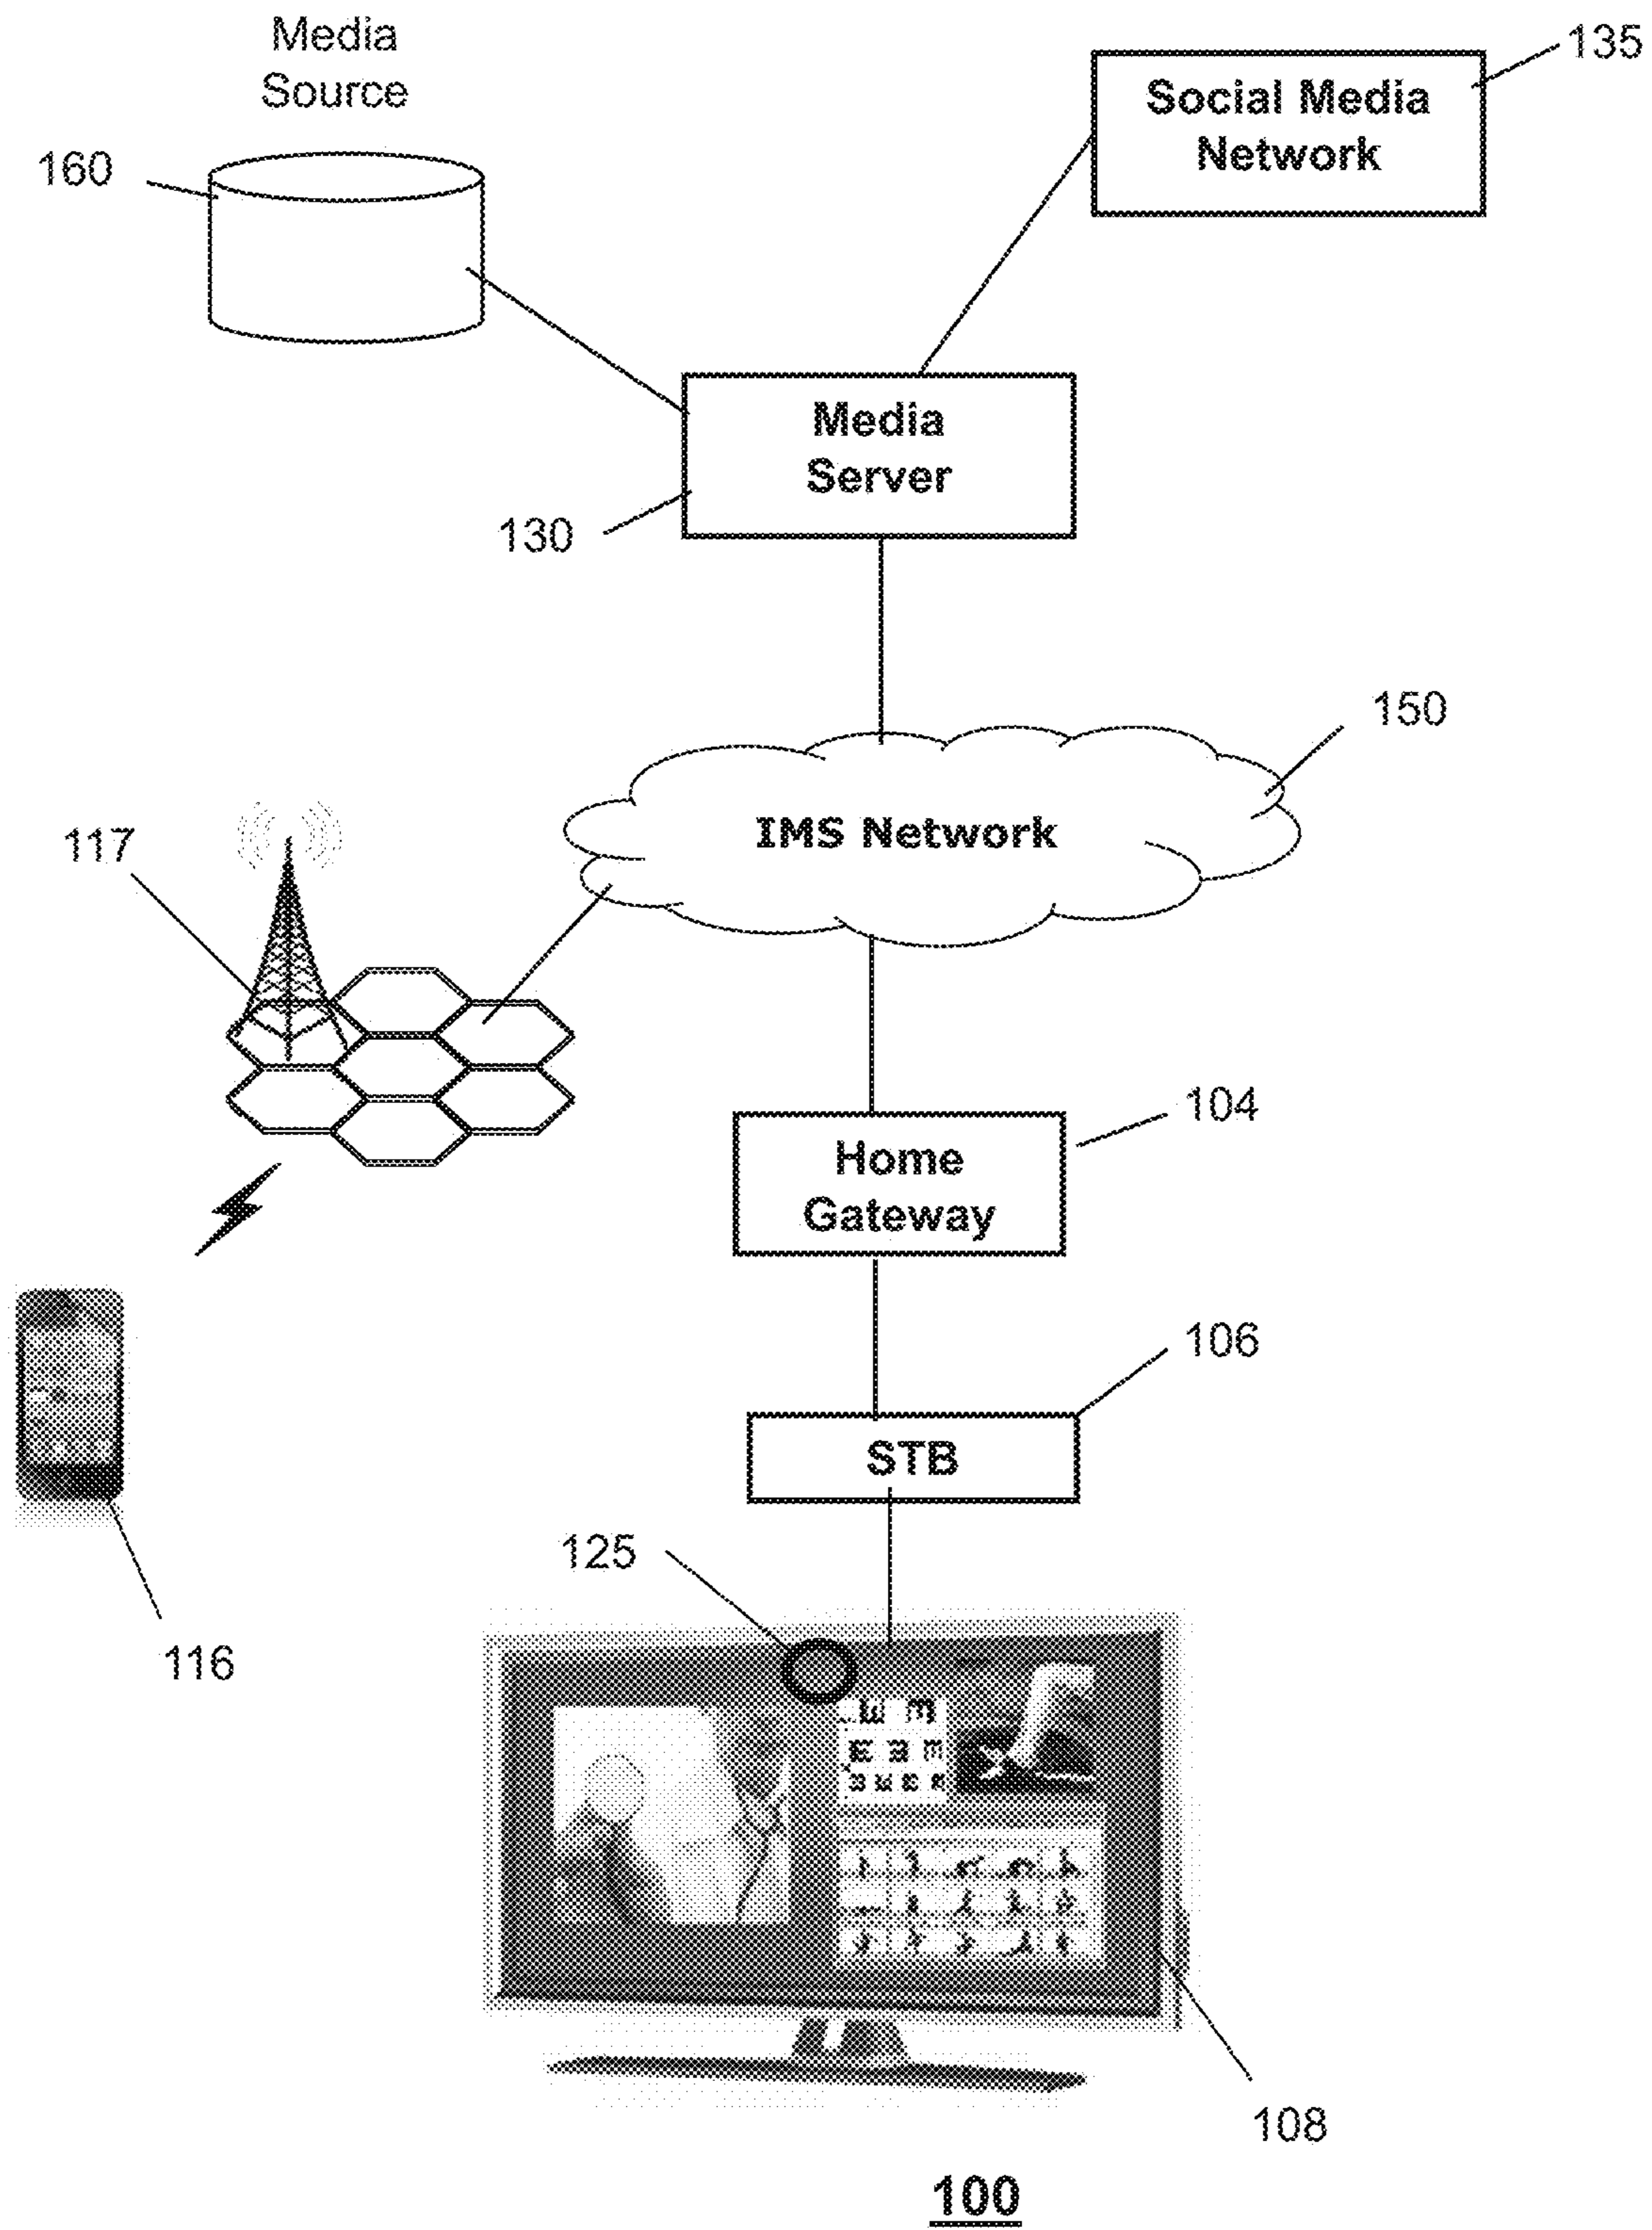 Media
Source
160
135
Social Media
Network
Media
Server
130
150
IMS Network
117
104
Home
Gateway
106
STB
125
116
108
100